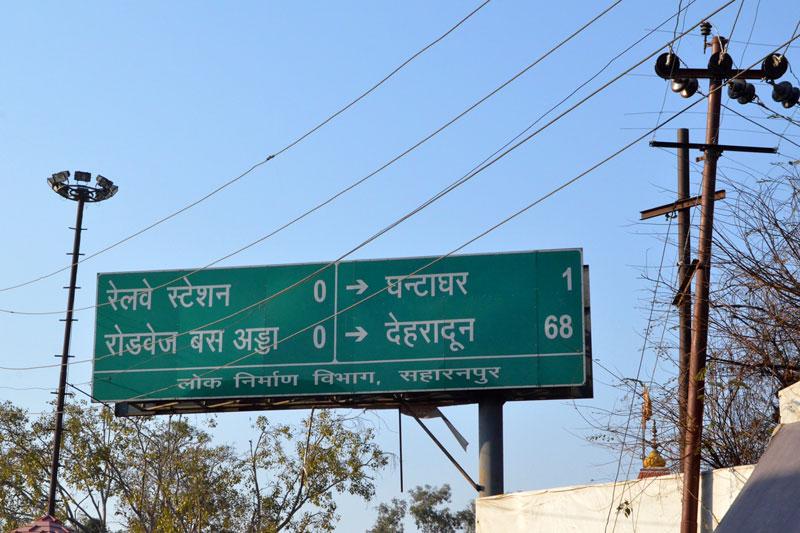 रेलवे स्टेशन 0
रोडवेज बस अड्डा 0
→ घन्टाघर 1
→ देहरादून 68
लोक निर्माण विभाग, सहारनपुर